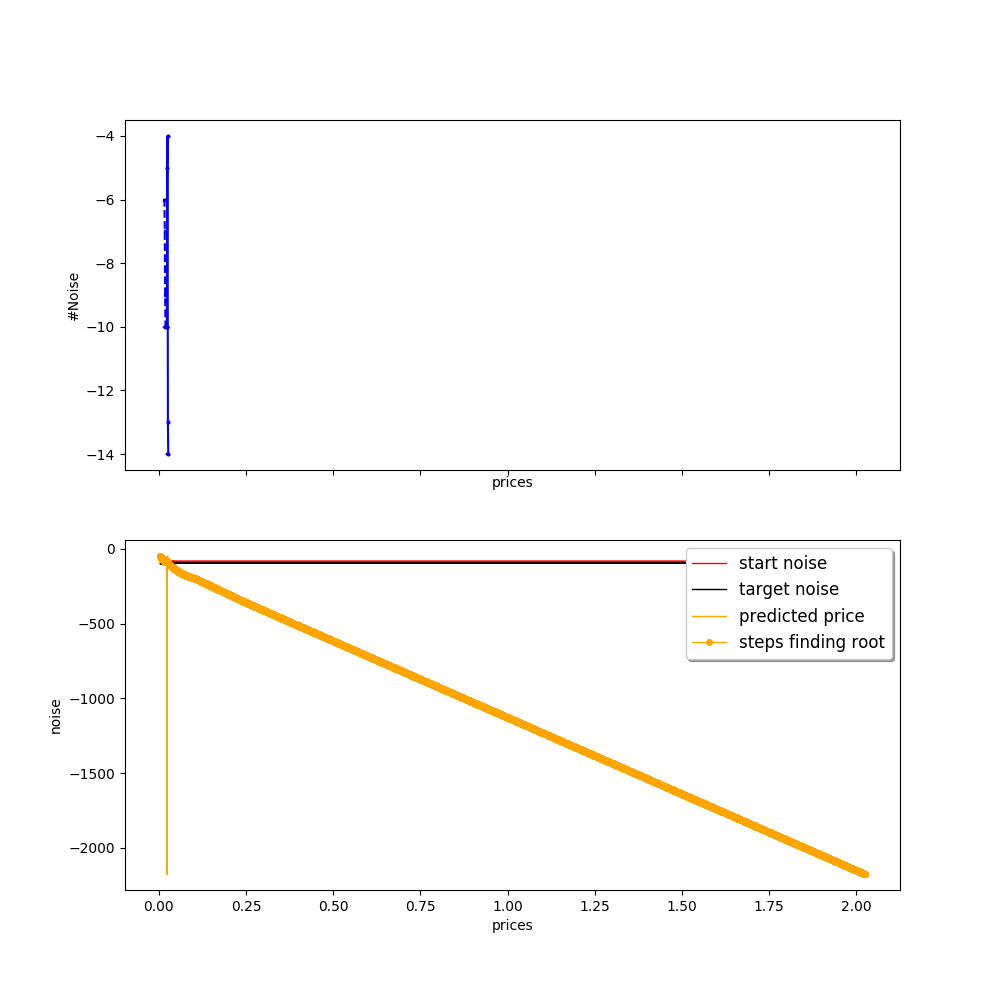 −4
−6
−8
−10
−12
−14
#Noise
prices
0
−500
−1000
−1500
−2000
noise
start noise
target noise
predicted price
steps finding root
0.00 0.25 0.50 0.75 1.00 1.25 1.50 1.75 2.00
prices